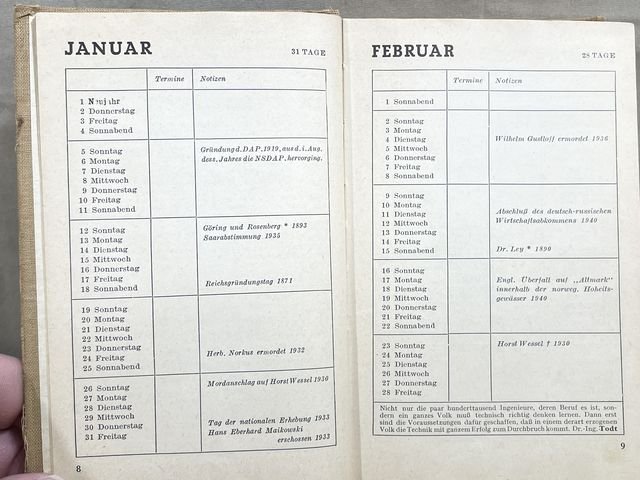 JANUAR
31 TAGE
Termine
Notizen
1 Neujahr
2 Donnerstag
3 Freitag
4 Sonnabend
5 Sonntag
6 Montag
7 Dienstag
8 Mittwoch
9 Donnerstag
10 Freitag
11 Sonnabend
Gründung d. DAP. 1919, aus d. i. Aug.
dess. Jahres die NSDAP. hervorging.
12 Sonntag
13 Montag
14 Dienstag
15 Mittwoch
16 Donnerstag
17 Freitag
18 Sonnabend
Göring und Rosenberg * 1893
Saarabstimmung 1935
Reichsgründungstag 1871
19 Sonntag
20 Montag
21 Dienstag
22 Mittwoch
23 Donnerstag
24 Freitag
25 Sonnabend
Herb. Norkus ermordet 1932
26 Sonntag
27 Montag
28 Dienstag
29 Mittwoch
30 Donnerstag
31 Freitag
Mordanschlag auf Horst Wessel 1930
Tag der nationalen Erhebung 1933
Hans Eberhard Maikowski
erschossen 1933
8
FEBRUAR
28 TAGE
Termine
Notizen
1 Sonnabend
2 Sonntag
3 Montag
4 Dienstag
5 Mittwoch
6 Donnerstag
7 Freitag
8 Sonnabend
Wilhelm Gustloff ermordet 1936
9 Sonntag
10 Montag
11 Dienstag
12 Mittwoch
13 Donnerstag
14 Freitag
15 Sonnabend
Abschluß des deutsch-russischen
Wirtschaftsabkommens 1940
Dr. Ley * 1890
16 Sonntag
17 Montag
18 Dienstag
19 Mittwoch
20 Donnerstag
21 Freitag
22 Sonnabend
Engl. Überfall auf „Altmark“
innerhalb der norweg. Hoheits-
gewässer 1940
23 Sonntag
24 Montag
25 Dienstag
26 Mittwoch
27 Donnerstag
28 Freitag
Horst Wessel † 1930
Nicht nur die paar hunderttausend Ingenieure, deren Beruf es ist, son-
dern ein ganzes Volk muß technisch richtig denken lernen. Dann erst
sind die Voraussetzungen dafür geschaffen, daß in einem derart erzogenen
Volk die Technik mit ganzem Erfolg zum Durchbruch kommt. Dr.-Ing. Todt
9